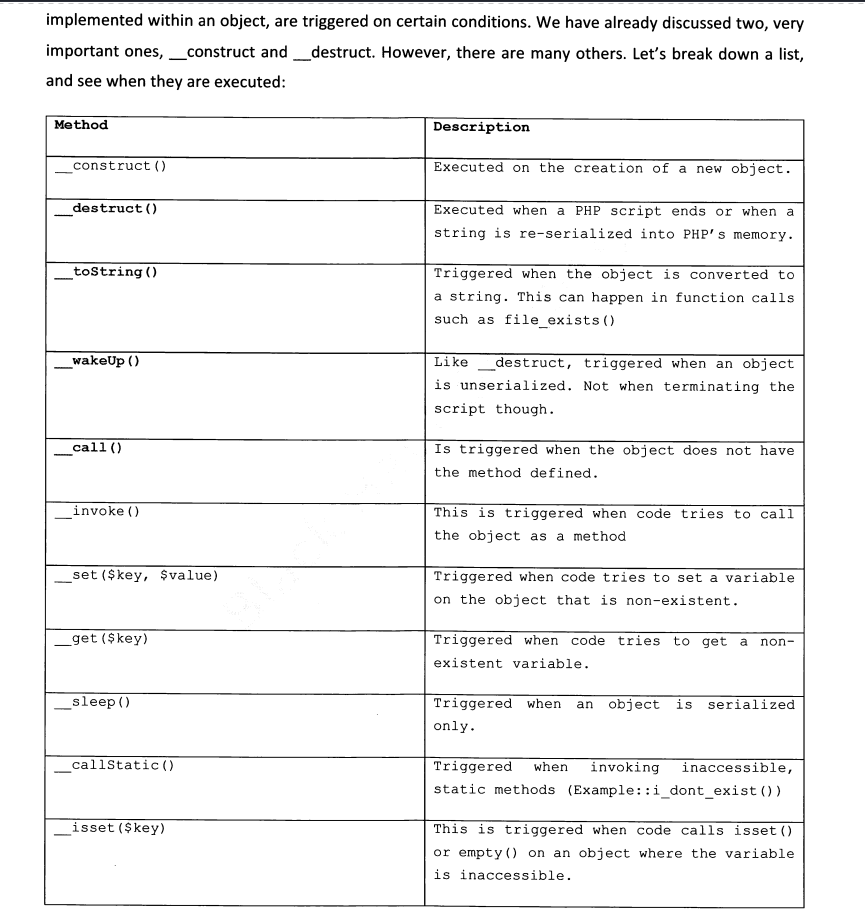 implemented within an object, are triggered on certain conditions. We have already discussed two, very
important ones, __construct and __destruct. However, there are many others. Let's break down a list,
and see when they are executed:
Method
Description
__construct()
Executed on the creation of a new object.
__destruct()
Executed when a PHP script ends or when a
string is re-serialized into PHP's memory.
__toString()
Triggered when the object is converted to
a string. This can happen in function calls
such as file_exists()
__wakeUp()
Like __destruct, triggered when an object
is unserialized. Not when terminating the
script though.
__call()
Is triggered when the object does not have
the method defined.
__invoke()
This is triggered when code tries to call
the object as a method
__set($key, $value)
Triggered when code tries to set a variable
on the object that is non-existent.
__get($key)
Triggered when code tries to get a non-
existent variable.
__sleep()
Triggered when an object is serialized
only.
__callStatic()
Triggered when invoking inaccessible,
static methods (Example::i_dont_exist())
__isset($key)
This is triggered when code calls isset()
or empty() on an object where the variable
is inaccessible.